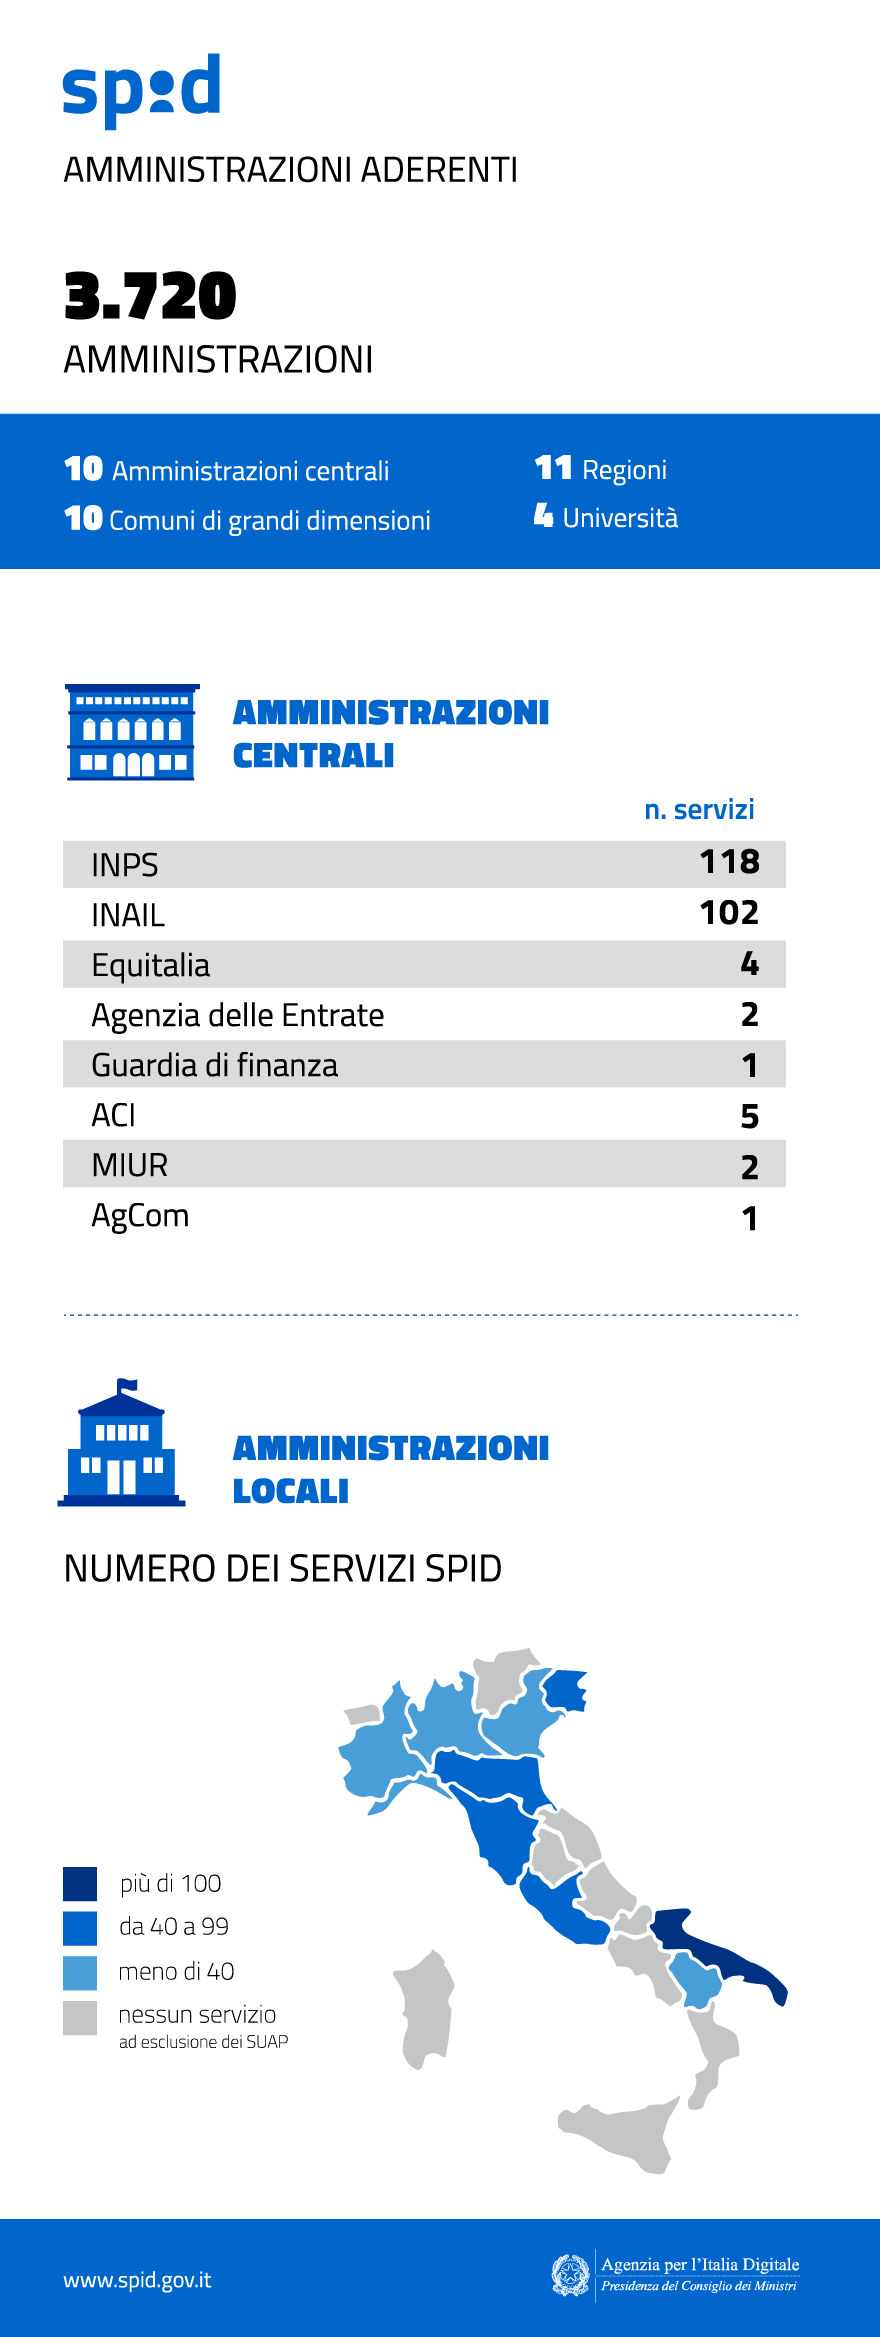 spid
AMMINISTRAZIONI ADERENTI
3.720
AMMINISTRAZIONI
10 Amministrazioni centrali
10 Comuni di grandi dimensioni
11 Regioni
4 Università
AMMINISTRAZIONI
CENTRALI
n. servizi
INPS 118
INAIL 102
Equitalia 4
Agenzia delle Entrate 2
Guardia di finanza 1
ACI 5
MIUR 2
AgCom 1
AMMINISTRAZIONI
LOCALI
NUMERO DEI SERVIZI SPID
più di 100
da 40 a 99
meno di 40
nessun servizio
ad esclusione dei SUAP
www.spid.gov.it
Agenzia per l'Italia Digitale
Presidenza del Consiglio dei Ministri